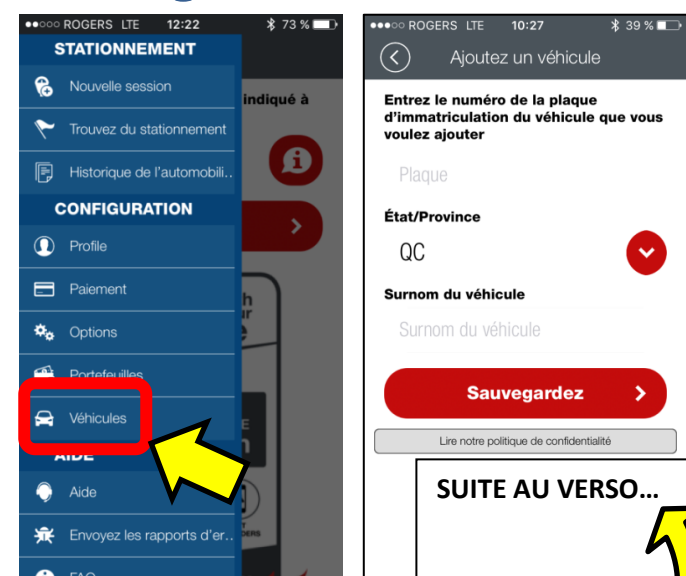 ROGERS LTE 12:22 73 %
STATIONNEMENT
Nouvelle session
Trouvez du stationnement
Historique de l'automobili..
CONFIGURATION
Profile
Paiement
Options
Portefeuilles
Véhicules
AIDE
Aide
Envoyez les rapports d'er..
FAQ
indiqué à
ROGERS LTE 10:27 39 %
Ajoutez un véhicule
Entrez le numéro de la plaque
d'immatriculation du véhicule que vous
voulez ajouter
Plaque
État/Province
QC
Surnom du véhicule
Surnom du véhicule
Sauvegardez
Lire notre politique de confidentialité
SUITE AU VERSO...